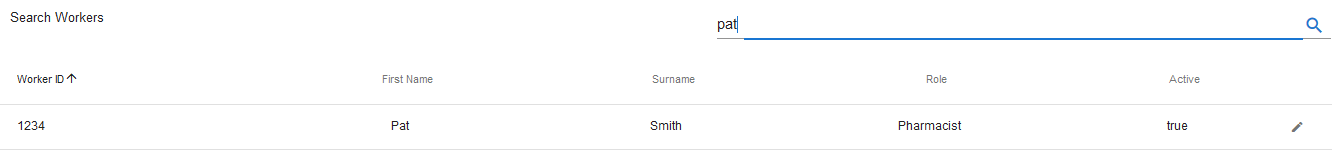 Search Workers
pat
Worker ID First Name Surname Role Active
1234 Pat Smith Pharmacist true